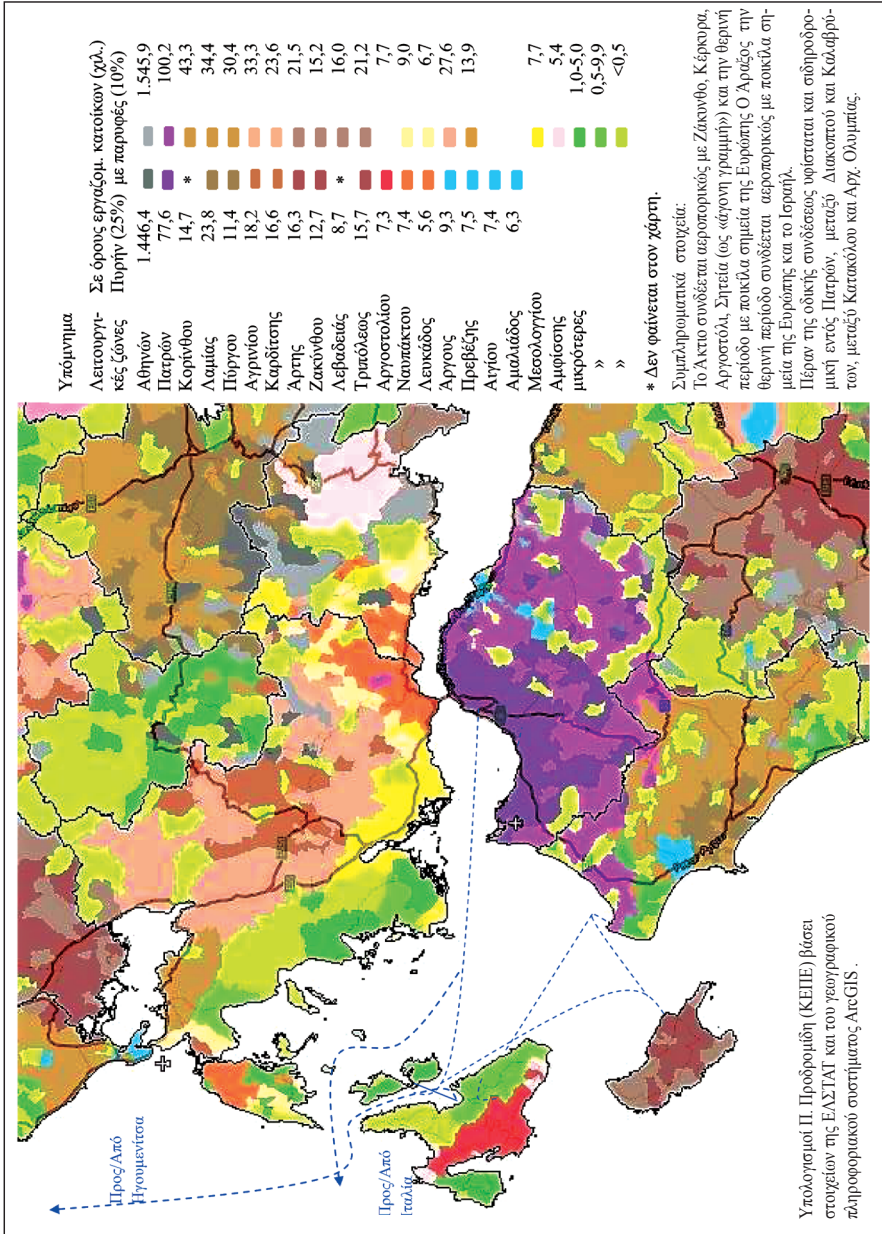 Προς/Από
Ηγουμενίτσα
Προς/Από
Ιταλία
Υπόμνημα
Λειτουργι- Σε όρους εργαζομ. κατοίκων (χιλ.)
κές ζώνες Πυρήν (25%) με παρυφές (10%)
Αθηνών 1.446,4 1.545,9
Πατρών 77,6 100,2
Κορίνθου 14,7 * 43,3
Λαμίας 23,8 34,4
Πύργου 11,4 30,4
Αγρινίου 18,2 33,3
Καρδίτσης 16,6 23,6
Άρτης 16,3 21,5
Ζακύνθου 12,7 15,2
Λεβαδειάς 8,7 * 16,0
Τριπόλεως 15,7 21,2
Αργοστολίου 7,3 7,7
Ναυπάκτου 7,4 9,0
Λευκάδος 5,6 6,7
Άργους 9,3 27,6
Πρεβέζης 7,5 13,9
Αιγίου 7,4
Αμαλιάδος 6,3
Μεσολογγίου 7,7
Αμφίσσης 5,4
μικρότερες 1,0-5,0
» 0,5-9,9
» <0,5
* Δεν φαίνεται στον χάρτη.
Συμπληρωματικά στοιχεία:
Το Άκτιο συνδέεται αεροπορικώς με Ζάκυνθο, Κέρκυρα,
Αργοστόλι, Σητεία (ως «άγονη γραμμή») και την θερινή
περίοδο με ποικίλα σημεία της Ευρώπης Ο Άραξος την
θερινή περίοδο συνδέεται αεροπορικώς με ποικίλα ση-
μεία της Ευρώπης και το Ισραήλ.
Πέραν της οδικής συνδέσεως υφίσταται και σιδηροδρο-
μική εντός Πατρών, μεταξύ Διακοπτού και Καλαβρύ-
των, μεταξύ Κατακόλου και Αρχ. Ολυμπίας.
Υπολογισμοί Π. Προδρομίδη (ΚΕΠΕ) βάσει
στοιχείων της ΕΛΣΤΑΤ και του γεωγραφικού
πληροφοριακού συστήματος ArcGIS.